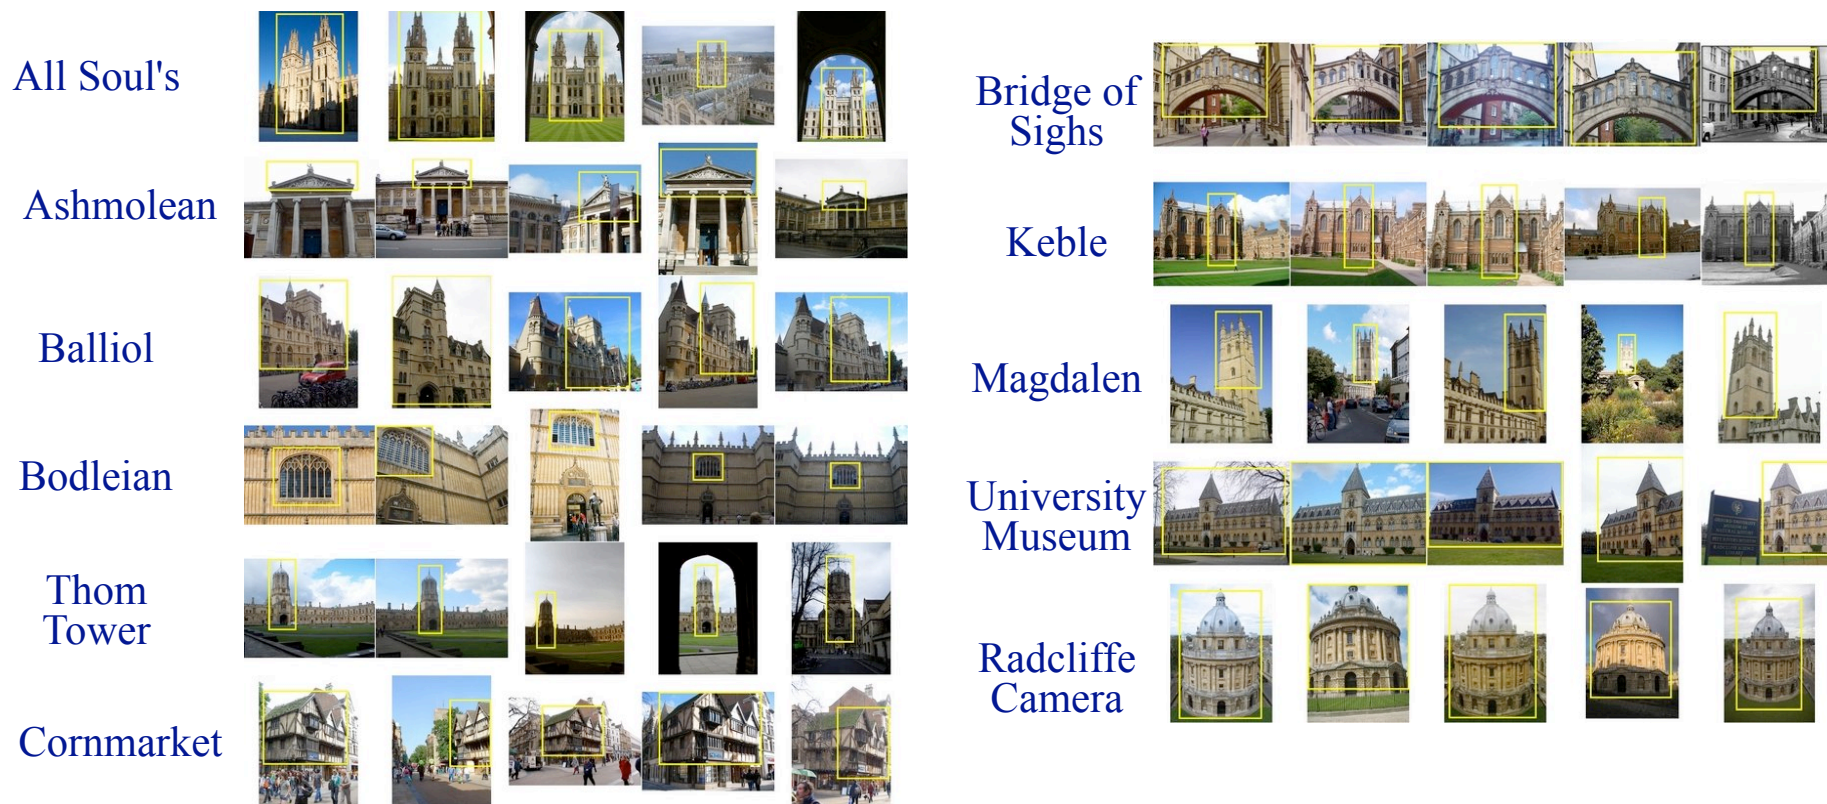 All Soul's
Ashmolean
Balliol
Bodleian
Thom
Tower
Cornmarket
Bridge of
Sighs
Keble
Magdalen
University
Museum
Radcliffe
Camera